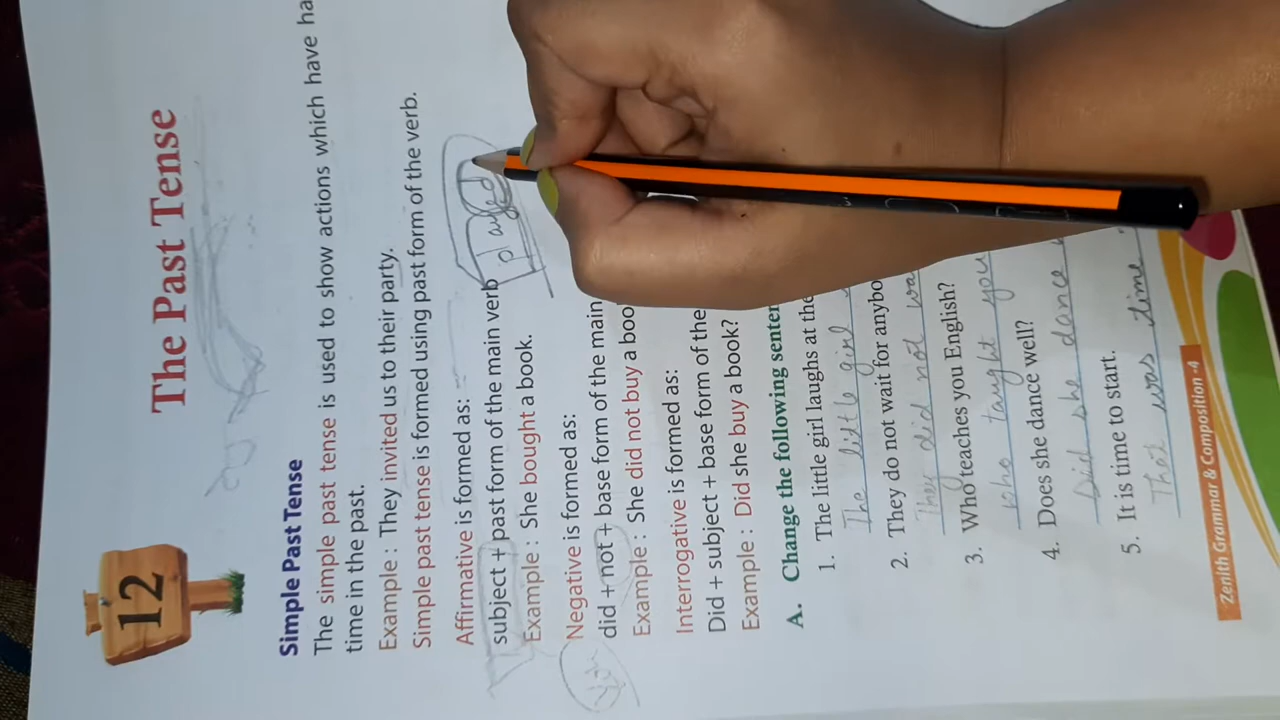 12
The Past Tense
Simple Past Tense
The simple past tense is used to show actions which have ha
time in the past.
Example : They invited us to their party.
Simple past tense is formed using past form of the verb.
Affirmative is formed as:
subject + past form of the main verb played
Example : She bought a book.
Negative is formed as:
did + not + base form of the main
Example : She did not buy a boo
Interrogative is formed as:
Did + subject + base form of the
Example : Did she buy a book?
A. Change the following senten
1. The little girl laughs at the
The little girl
2. They do not wait for anybo
They did not wa
3. Who teaches you English?
who taught you
4. Does she dance well?
Did she dance
5. It is time to start.
That was time
Zenith Grammar & Composition -4